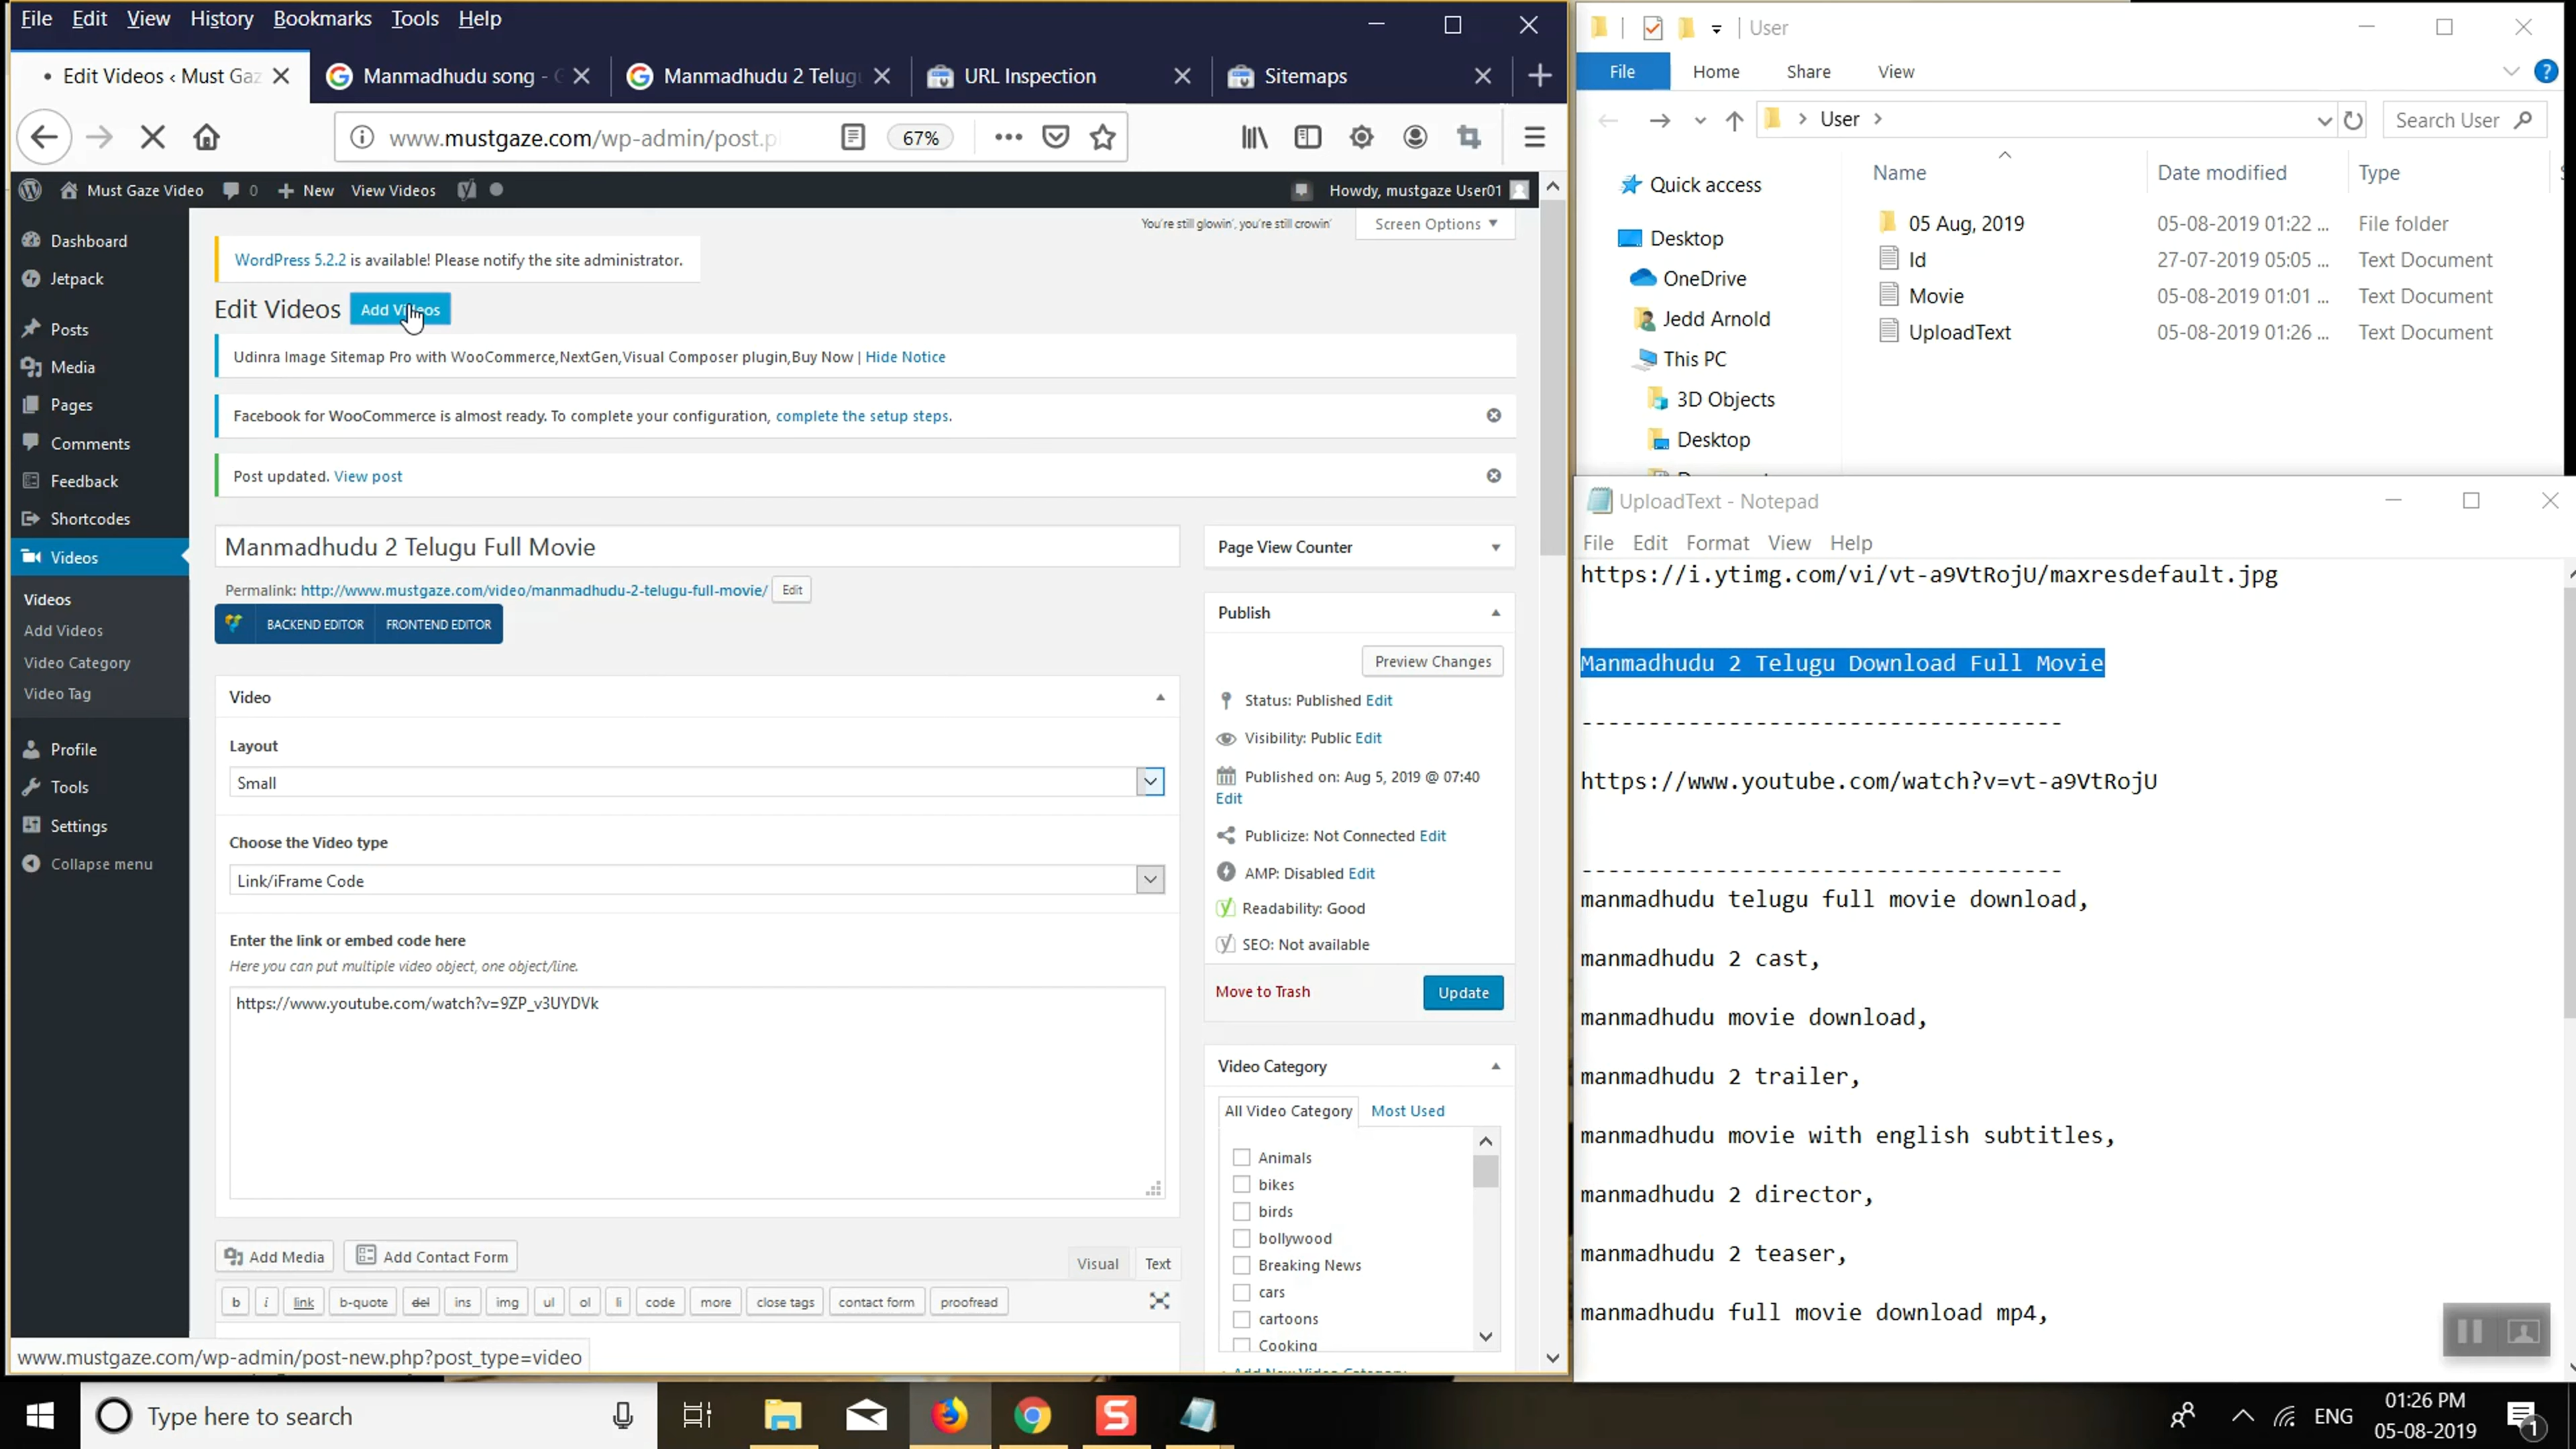 File Edit View History Bookmarks Tools Help
• Edit Videos ‹ Must Gaz
Manmadhudu song - G
Manmadhudu 2 Telugu
URL Inspection
Sitemaps
www.mustgaze.com/wp-admin/post.p
67%
Must Gaze Video 0 New View Videos
Howdy, mustgaze User01
Dashboard
Jetpack
Posts
Media
Pages
Comments
Feedback
Shortcodes
Videos
Videos
Add Videos
Video Category
Video Tag
Profile
Tools
Settings
Collapse menu
You're still glowin', you're still crowin'
Screen Options
WordPress 5.2.2 is available! Please notify the site administrator.
Edit Videos Add Videos
Udinra Image Sitemap Pro with WooCommerce,NextGen,Visual Composer plugin,Buy Now | Hide Notice
Facebook for WooCommerce is almost ready. To complete your configuration, complete the setup steps.
Post updated. View post
Manmadhudu 2 Telugu Full Movie
Permalink: http://www.mustgaze.com/video/manmadhudu-2-telugu-full-movie/ Edit
BACKEND EDITOR FRONTEND EDITOR
Video
Layout
Small
Choose the Video type
Link/iFrame Code
Enter the link or embed code here
Here you can put multiple video object, one object/line.
https://www.youtube.com/watch?v=9ZP_v3UYDVk
Add Media Add Contact Form
Visual Text
b i link b-quote del ins img ul ol li code more close tags contact form proofread
www.mustgaze.com/wp-admin/post-new.php?post_type=video
Page View Counter
Publish
Preview Changes
Status: Published Edit
Visibility: Public Edit
Published on: Aug 5, 2019 @ 07:40
Edit
Publicize: Not Connected Edit
AMP: Disabled Edit
Readability: Good
SEO: Not available
Move to Trash Update
Video Category
All Video Category Most Used
Animals
bikes
birds
bollywood
Breaking News
cars
cartoons
Cooking
+ Add New Video Category
User
File Home Share View
User
Search User
Name Date modified Type
Quick access
Desktop
OneDrive
Jedd Arnold
This PC
3D Objects
Desktop
05 Aug, 2019 05-08-2019 01:22 ... File folder
Id 27-07-2019 05:05 ... Text Document
Movie 05-08-2019 01:01 ... Text Document
UploadText 05-08-2019 01:26 ... Text Document
UploadText - Notepad
File Edit Format View Help
https://i.ytimg.com/vi/vt-a9VtRojU/maxresdefault.jpg
Manmadhudu 2 Telugu Download Full Movie
------------------------------------
https://www.youtube.com/watch?v=vt-a9VtRojU
------------------------------------
manmadhudu telugu full movie download,
manmadhudu 2 cast,
manmadhudu movie download,
manmadhudu 2 trailer,
manmadhudu movie with english subtitles,
manmadhudu 2 director,
manmadhudu 2 teaser,
manmadhudu full movie download mp4,
Type here to search
ENG
01:26 PM
05-08-2019
1